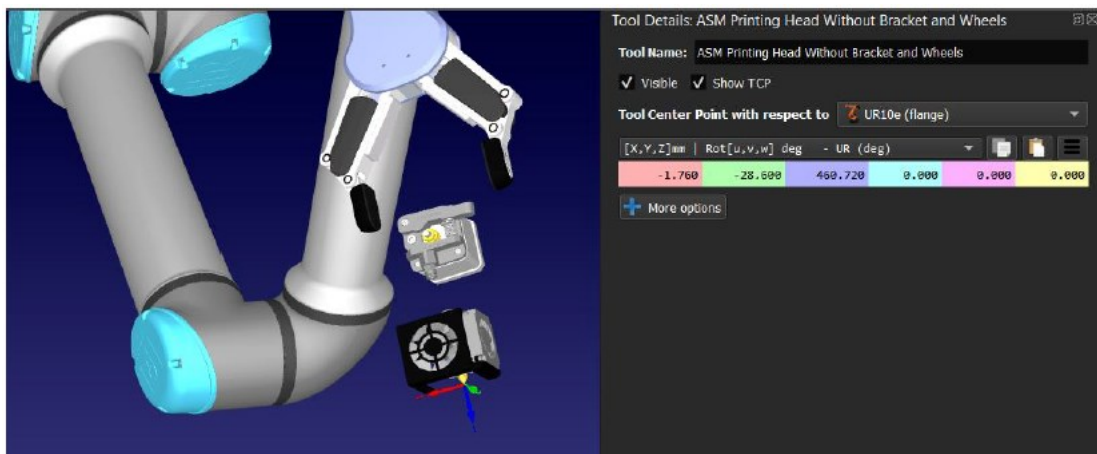 Tool Details: ASM Printing Head Without Bracket and Wheels
Tool Name: ASM Printing Head Without Bracket and Wheels
Visible Show TCP
Tool Center Point with respect to UR10e (flange)
[X,Y,Z]mm | Rot[u,v,w] deg - UR (deg)
-1.760 -28.600 460.720 0.000 0.000 0.000
More options